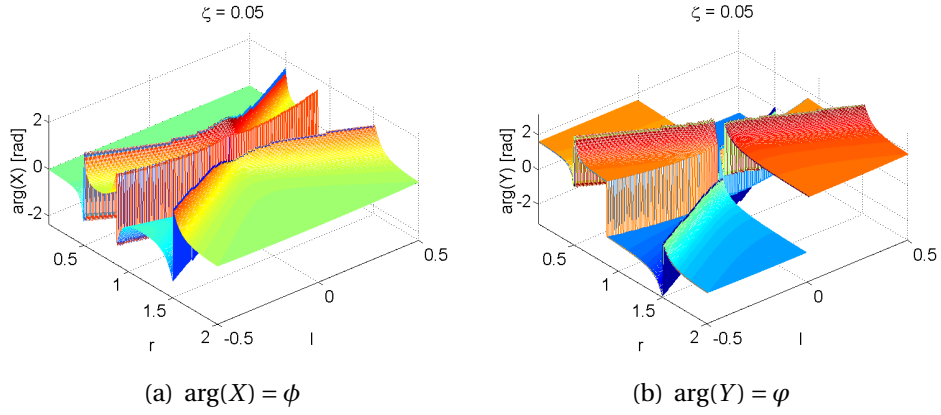 ζ = 0.05
ζ = 0.05
arg(X) [rad]
2
0
-2
0.5
1
1.5
2
r
-0.5
0
0.5
l
arg(Y) [rad]
2
0
-2
0.5
1
1.5
2
r
-0.5
0
0.5
l
(a) arg(X) = ϕ
(b) arg(Y) = φ